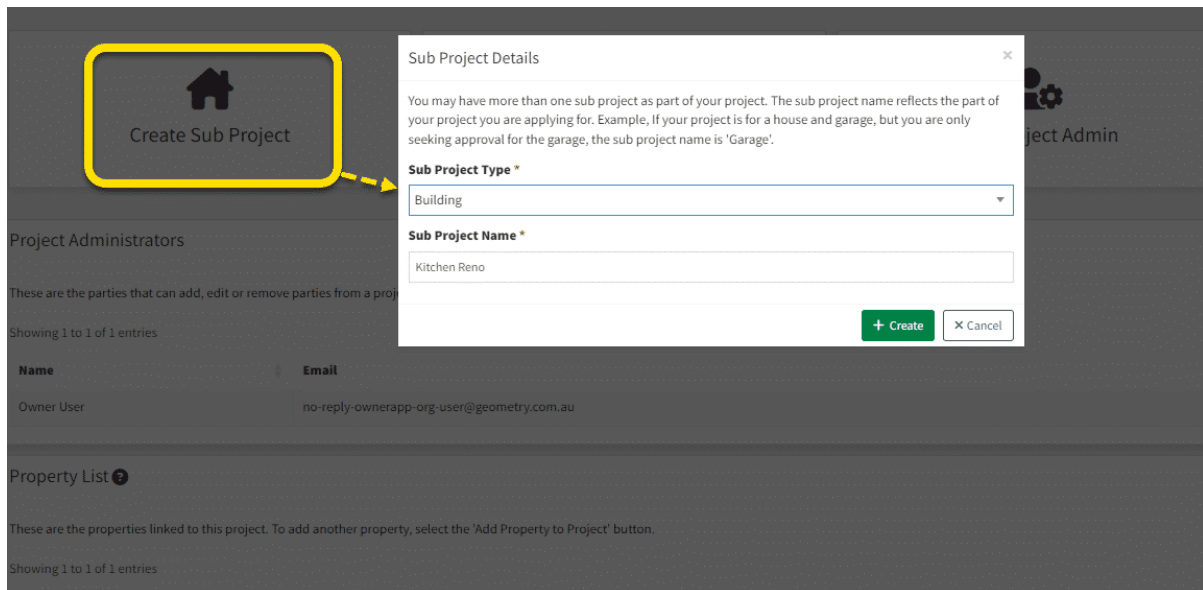 Create Sub Project
ject Admin
Sub Project Details
×
You may have more than one sub project as part of your project. The sub project name reflects the part of
your project you are applying for. Example, If your project is for a house and garage, but you are only
seeking approval for the garage, the sub project name is 'Garage'.
Sub Project Type *
Building
Sub Project Name *
Kitchen Reno
+ Create
× Cancel
Project Administrators
These are the parties that can add, edit or remove parties from a proj
Showing 1 to 1 of 1 entries
Name Email
Owner User no-reply-ownerapp-org-user@geometry.com.au
Property List ?
These are the properties linked to this project. To add another property, select the 'Add Property to Project' button.
Showing 1 to 1 of 1 entries